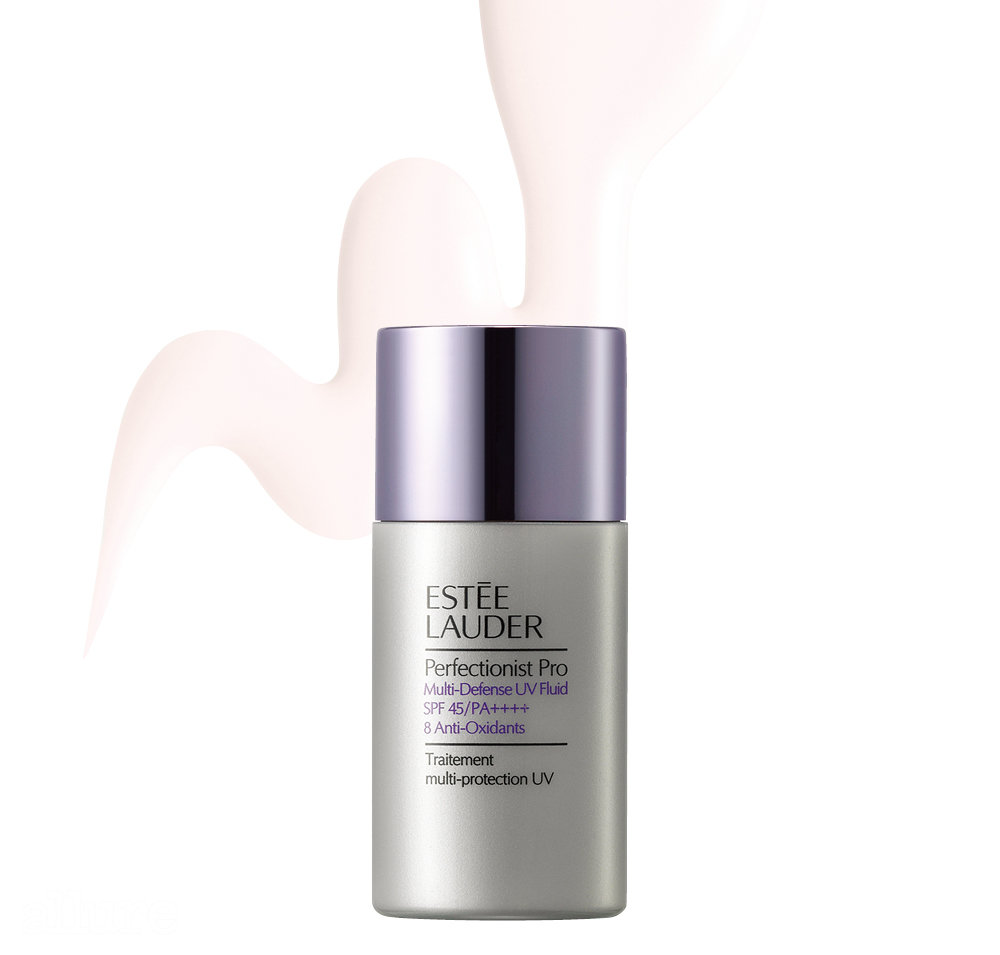 ESTĒE
LAUDER
Perfectionist Pro
Multi-Defense UV Fluid
SPF 45/PA++++
8 Anti-Oxidants
Traitement
multi-protection UV